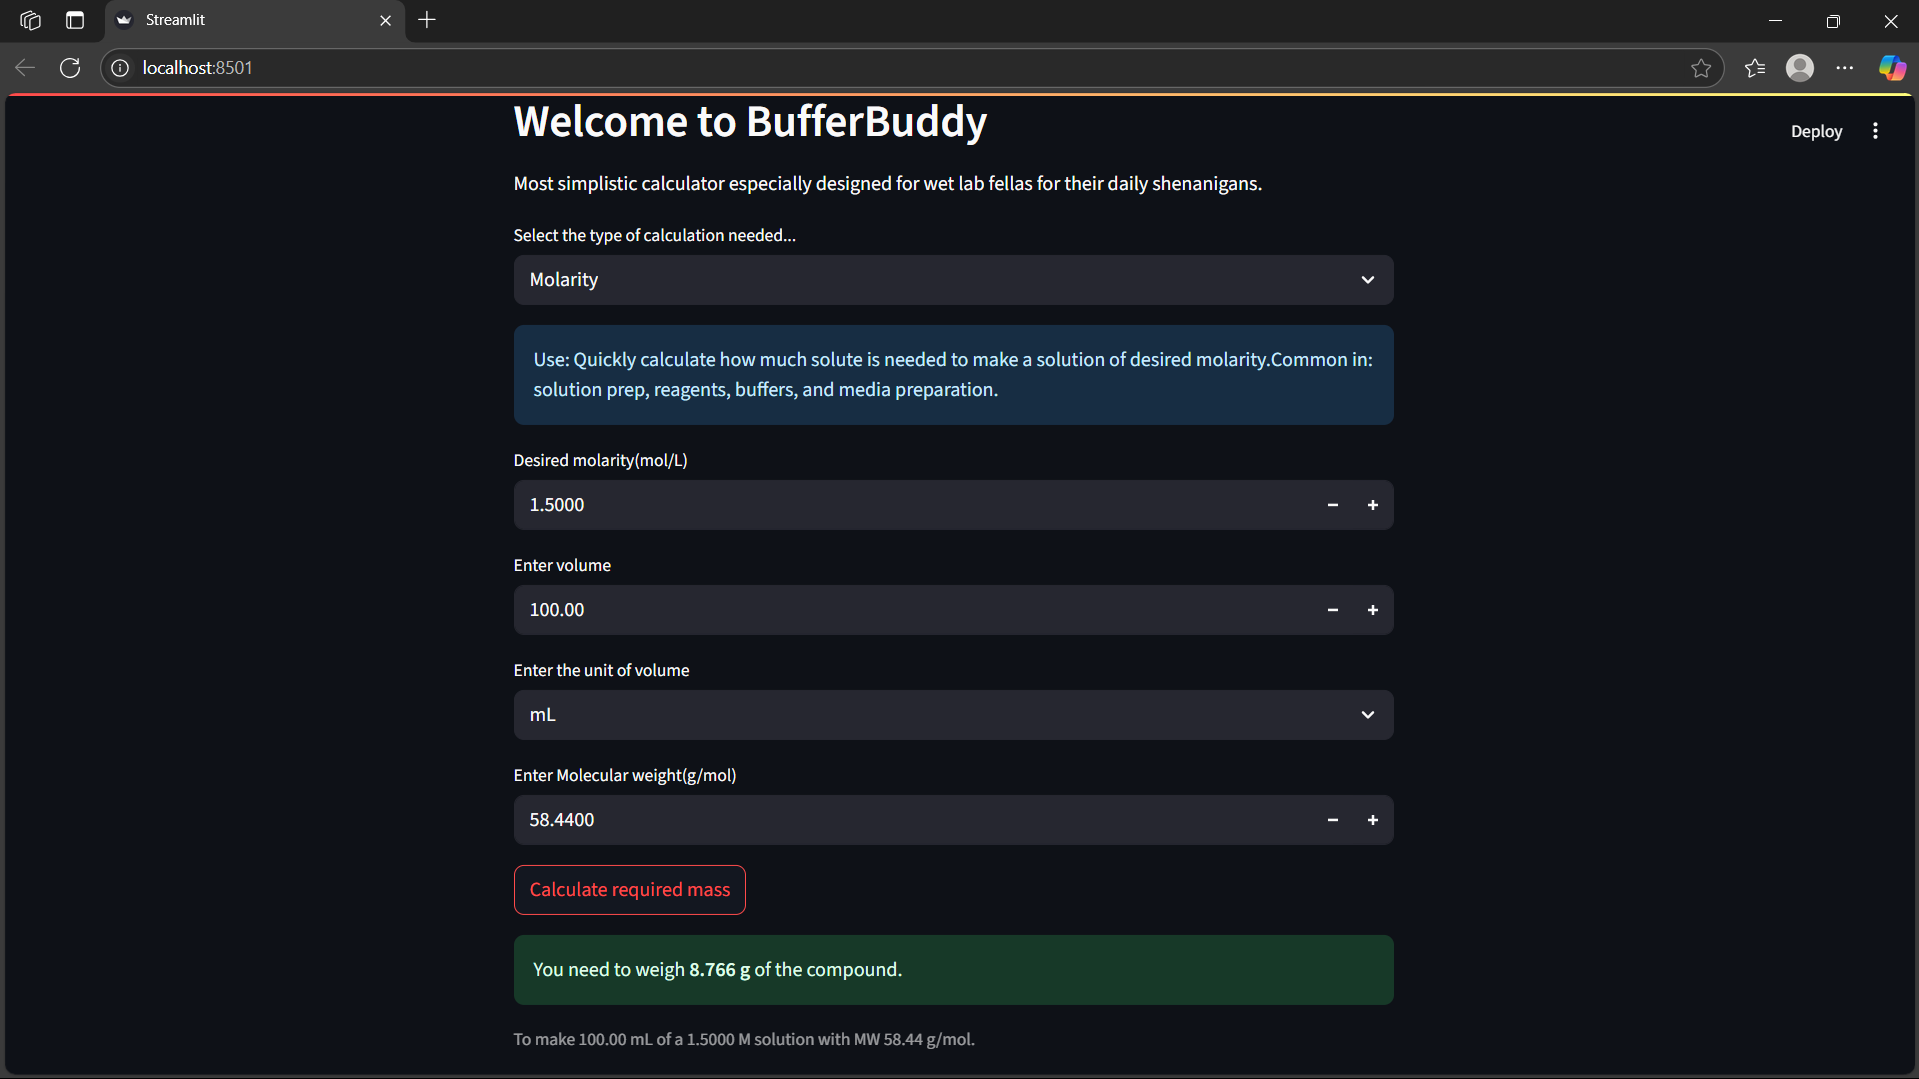 Streamlit
localhost:8501
Welcome to BufferBuddy
Deploy
Most simplistic calculator especially designed for wet lab fellas for their daily shenanigans.
Select the type of calculation needed...
Molarity
Use: Quickly calculate how much solute is needed to make a solution of desired molarity.Common in:
solution prep, reagents, buffers, and media preparation.
Desired molarity(mol/L)
1.5000
Enter volume
100.00
Enter the unit of volume
mL
Enter Molecular weight(g/mol)
58.4400
Calculate required mass
You need to weigh 8.766 g of the compound.
To make 100.00 mL of a 1.5000 M solution with MW 58.44 g/mol.